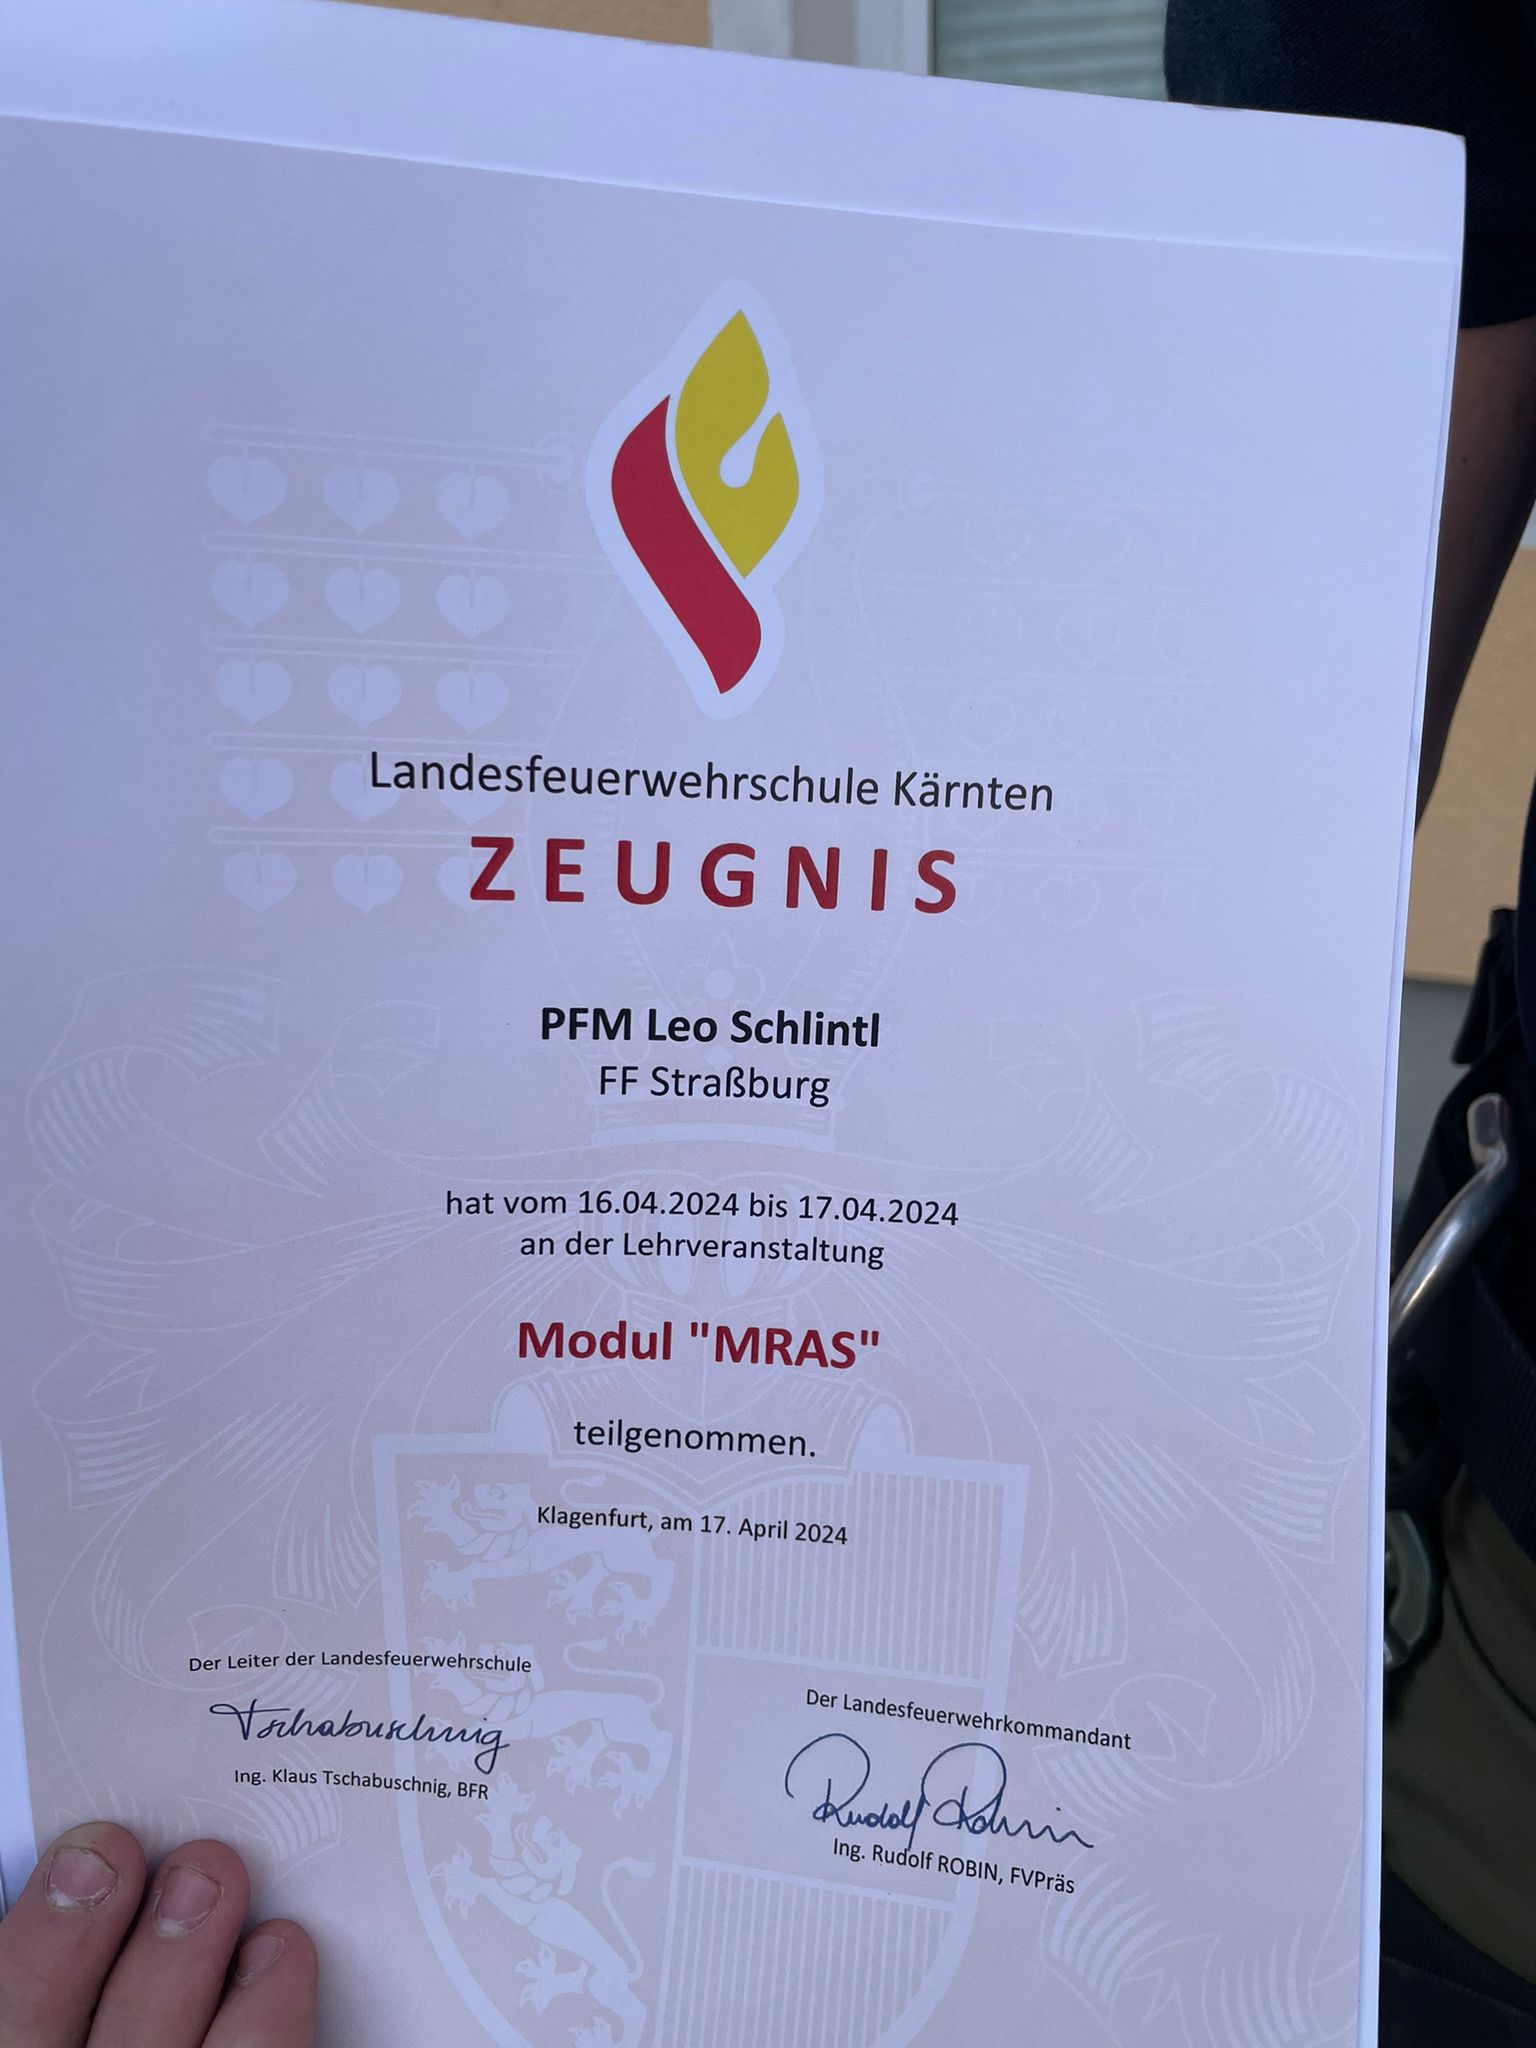 Landesfeuerwehrschule Kärnten
ZEUGNIS
PFM Leo Schlintl
FF Straßburg
hat vom 16.04.2024 bis 17.04.2024
an der Lehrveranstaltung
Modul "MRAS"
teilgenommen.
Klagenfurt, am 17. April 2024
Der Leiter der Landesfeuerwehrschule
Tschabuschnig
Ing. Klaus Tschabuschnig, BFR
Der Landesfeuerwehrkommandant
Rudolf Robin
Ing. Rudolf ROBIN, FVPräs